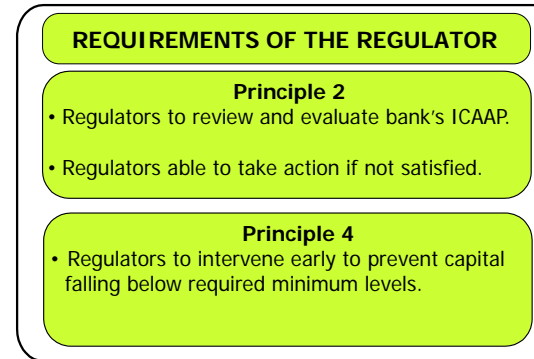 REQUIREMENTS OF THE REGULATOR
Principle 2
• Regulators to review and evaluate bank's ICAAP.
• Regulators able to take action if not satisfied.
Principle 4
• Regulators to intervene early to prevent capital
falling below required minimum levels.